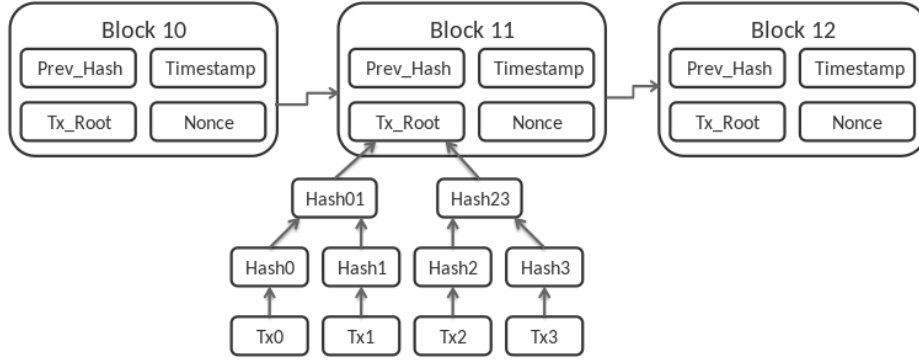 Block 10 Block 11 Block 12
Prev_Hash Timestamp Prev_Hash Timestamp Prev_Hash Timestamp
Tx_Root Nonce Tx_Root Nonce Tx_Root Nonce
Hash01 Hash23
Hash0 Hash1 Hash2 Hash3
Tx0 Tx1 Tx2 Tx3